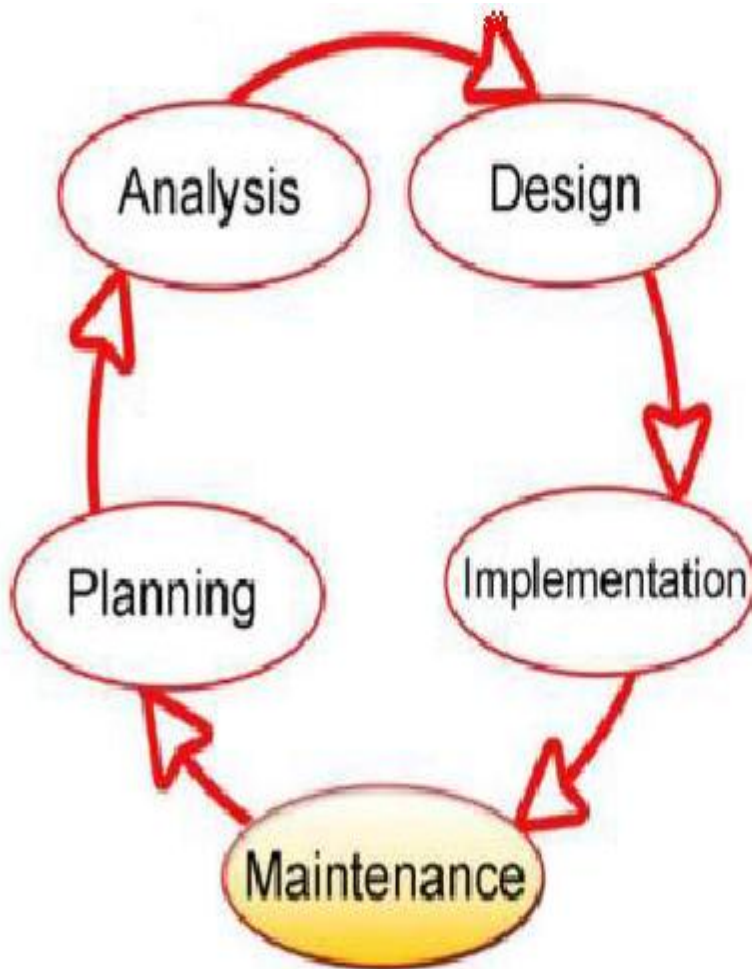 Analysis
Design
Planning
Implementation
Maintenance